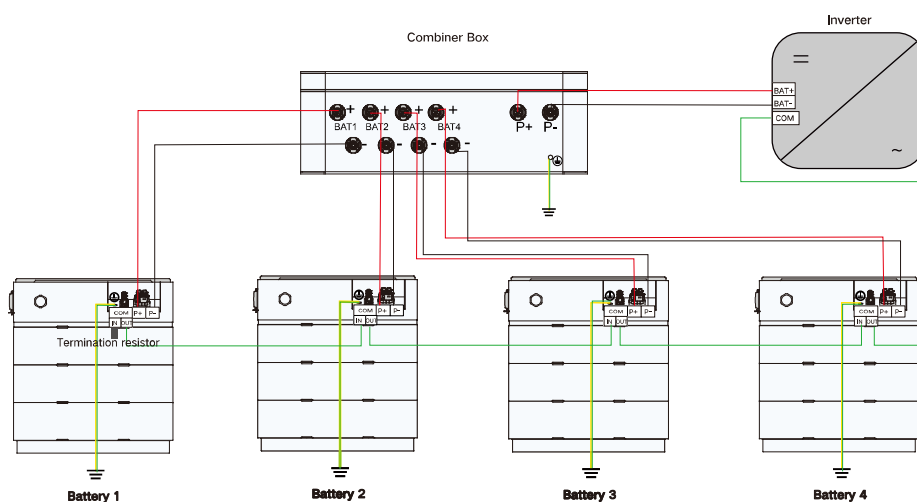 Inverter
Combiner Box
BAT+
BAT-
COM
+ + + +
BAT1 BAT2 BAT3 BAT4 P+ P-
- - - -
~
COM P+ P-
IN OUT
Termination resistor
COM P+ P-
IN OUT
COM P+ P-
IN OUT
COM P+ P-
IN OUT
Battery 1 Battery 2 Battery 3 Battery 4